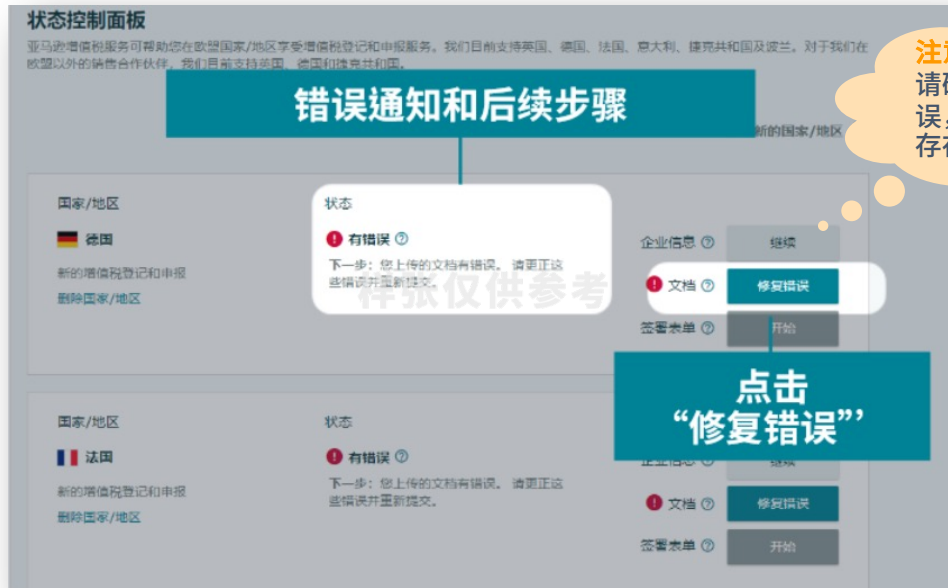 状态控制面板
亚马逊增值税服务可帮助您在欧盟国家/地区享受增值税登记和申报服务。我们目前支持英国、德国、法国、意大利、捷克共和国及波兰。对于我们在
欧盟以外的销售合作伙伴，我们目前支持英国、德国和捷克共和国。
注
请
误，
存
错误通知和后续步骤
新的国家/地区
国家/地区
状态
德国
有错误
企业信息
继续
新的增值税登记和申报
下一步：您上传的文档有错误。 请更正这
些错误并重新提交。
文档
修复错误
删除国家/地区
样张仅供参考
签署表单
开始
点击
“修复错误”’
国家/地区
状态
法国
有错误
企业信息
继续
新的增值税登记和申报
下一步：您上传的文档有错误。 请更正这
些错误并重新提交。
文档
修复错误
删除国家/地区
签署表单
开始